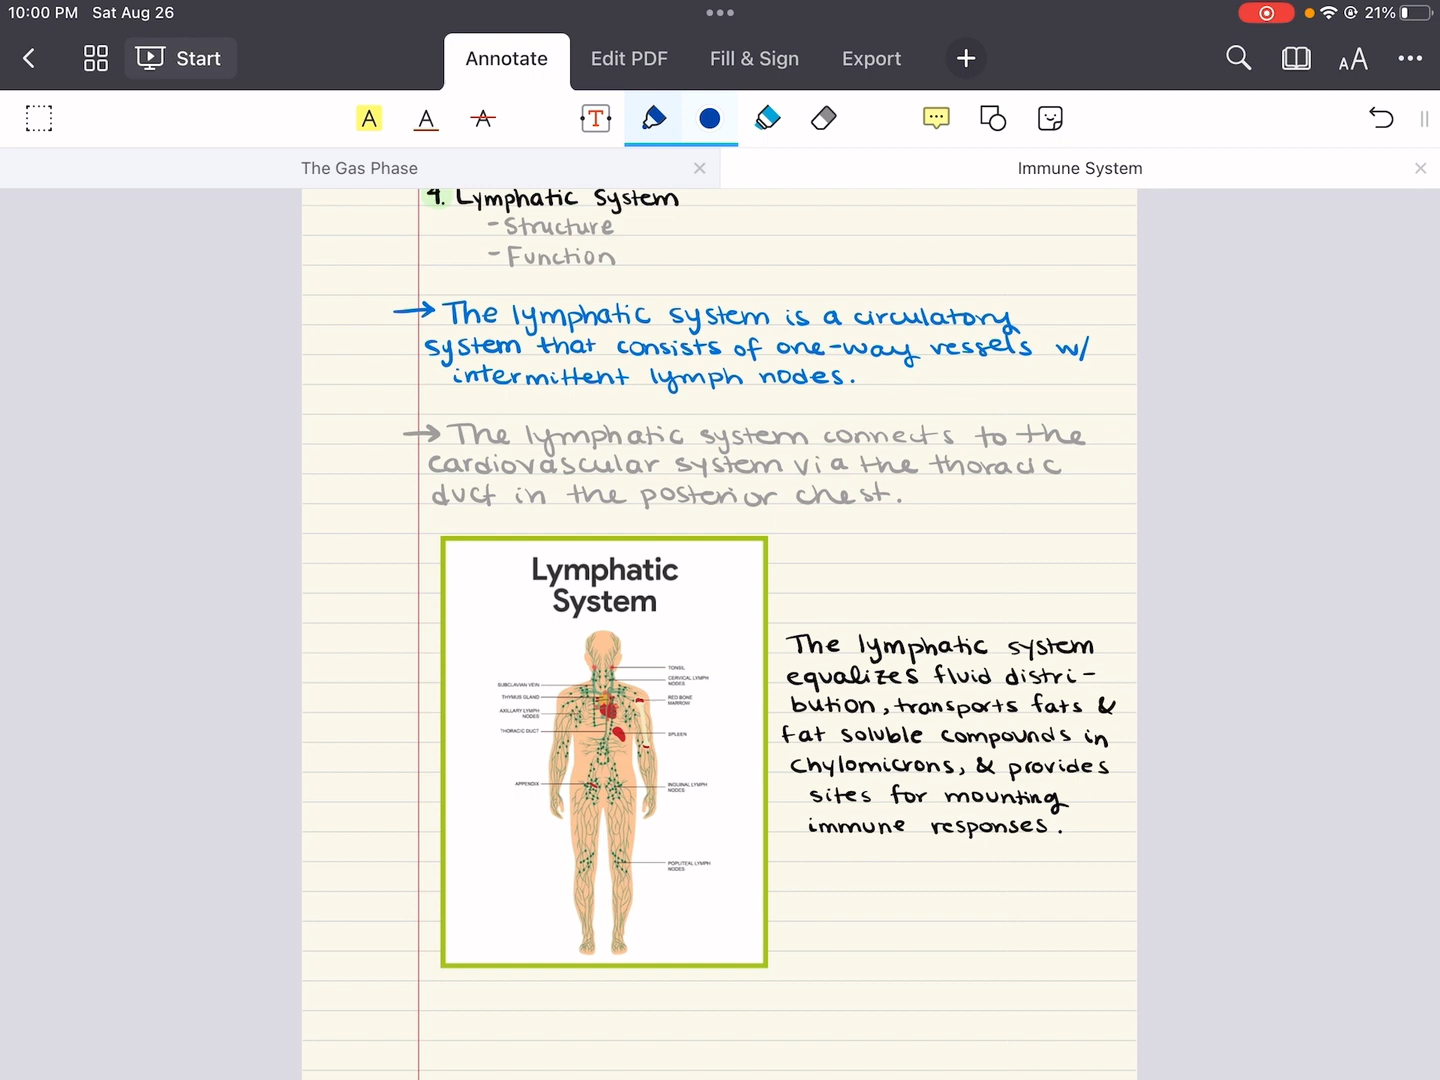 10:00 PM Sat Aug 26
21%
Start
Annotate
Edit PDF
Fill & Sign
Export
AA
A
A
A
T
The Gas Phase
Immune System
4. Lymphatic System
- Structure
- Function
→ The lymphatic system is a circulatory
system that consists of one-way vessels w/
intermittent lymph nodes.
→ The lymphatic system connects to the
cardiovascular system via the thoracic
duct in the posterior chest.
Lymphatic
System
SUBCLAVIAN VEIN
THYMUS GLAND
AXILLARY LYMPH
NODES
THORACIC DUCT
APPENDIX
TONSIL
CERVICAL LYMPH
NODES
RED BONE
MARROW
SPLEEN
INGUINAL LYMPH
NODES
POPLITEAL LYMPH
NODES
The lymphatic system
equalizes fluid distri-
bution, transports fats &
fat soluble compounds in
chylomicrons, & provides
sites for mounting
immune responses.